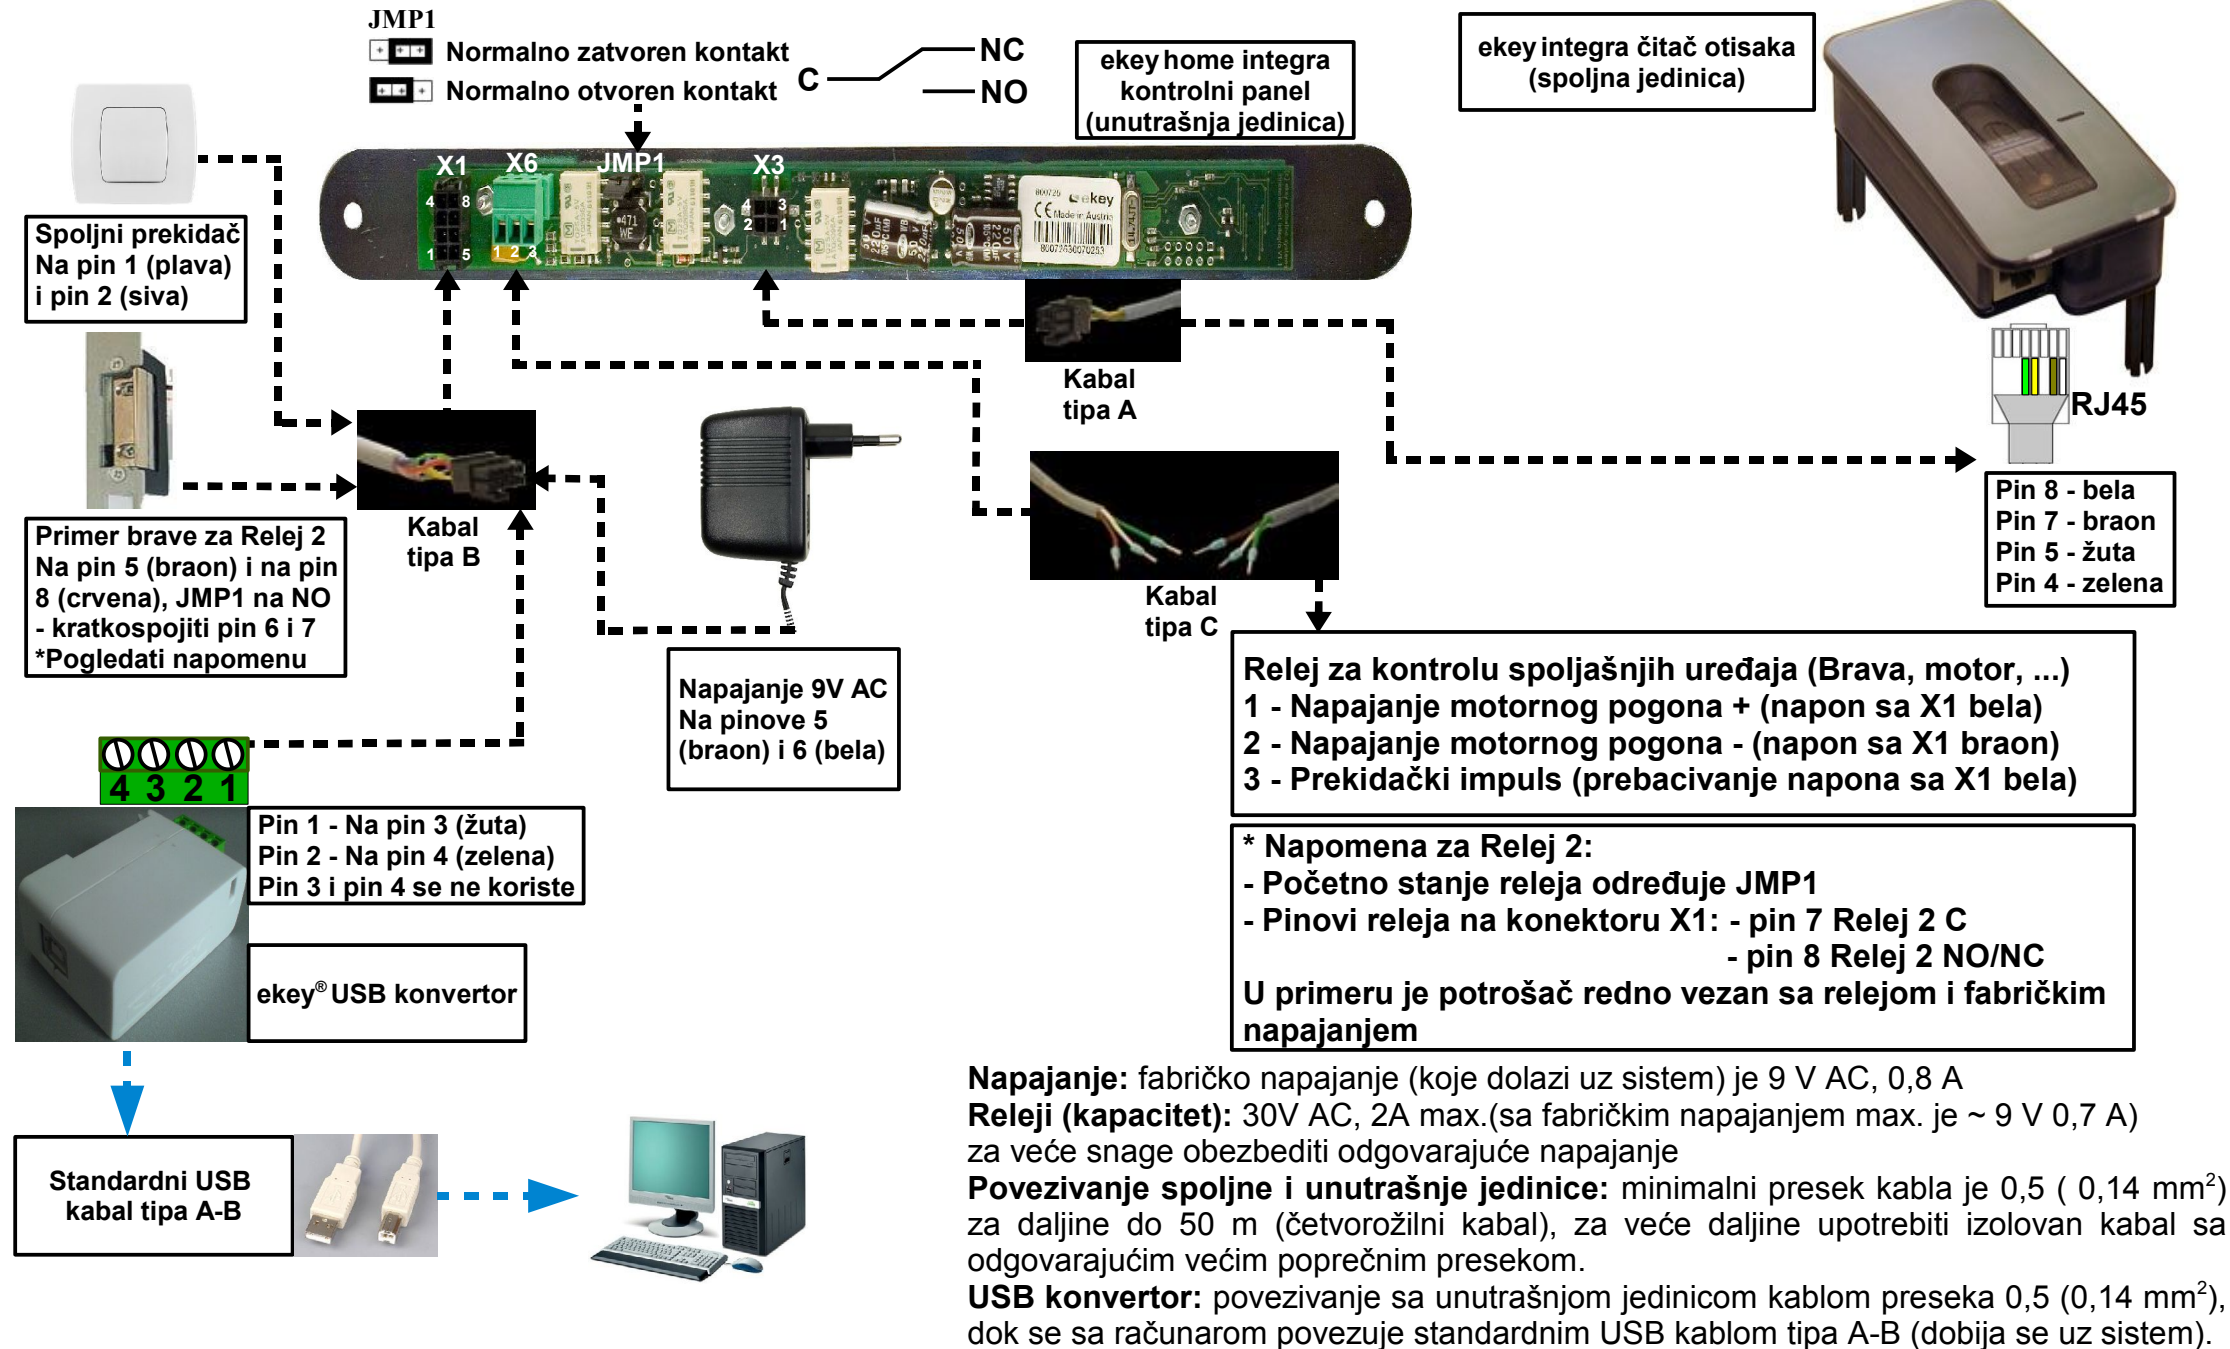 JMP1
Normalno zatvoren kontakt
Normalno otvoren kontakt
C
NC
NO
ekey home integra
kontrolni panel
(unutrašnja jedinica)
ekey integra čitač otisaka
(spoljna jedinica)
X1
X6
JMP1
X3
4 8
1 5
1 2 3
4 3
2 1
471
WE
800725
ekey
CE Made in Austria
80072630070253
Spoljni prekidač
Na pin 1 (plava)
i pin 2 (siva)
Kabal
tipa A
RJ45
Pin 8 - bela
Pin 7 - braon
Pin 5 - žuta
Pin 4 - zelena
Kabal
tipa B
Primer brave za Relej 2
Na pin 5 (braon) i na pin
8 (crvena), JMP1 na NO
- kratkospojiti pin 6 i 7
*Pogledati napomenu
Kabal
tipa C
Napajanje 9V AC
Na pinove 5
(braon) i 6 (bela)
Relej za kontrolu spoljašnjih uređaja (Brava, motor, ...)
1 - Napajanje motornog pogona + (napon sa X1 bela)
2 - Napajanje motornog pogona - (napon sa X1 braon)
3 - Prekidački impuls (prebacivanje napona sa X1 bela)
4 3 2 1
Pin 1 - Na pin 3 (žuta)
Pin 2 - Na pin 4 (zelena)
Pin 3 i pin 4 se ne koriste
* Napomena za Relej 2:
- Početno stanje releja određuje JMP1
- Pinovi releja na konektoru X1: - pin 7 Relej 2 C
- pin 8 Relej 2 NO/NC
U primeru je potrošač redno vezan sa relejom i fabričkim
napajanjem
ekey® USB konvertor
Standardni USB
kabal tipa A-B
Napajanje: fabričko napajanje (koje dolazi uz sistem) je 9 V AC, 0,8 A
Releji (kapacitet): 30V AC, 2A max.(sa fabričkim napajanjem max. je ~ 9 V 0,7 A)
za veće snage obezbediti odgovarajuće napajanje
Povezivanje spoljne i unutrašnje jedinice: minimalni presek kabla je 0,5 ( 0,14 mm²)
za daljine do 50 m (četvorožilni kabal), za veće daljine upotrebiti izolovan kabal sa
odgovarajućim većim poprečnim presekom.
USB konvertor: povezivanje sa unutrašnjom jedinicom kablom preseka 0,5 (0,14 mm²),
dok se sa računarom povezuje standardnim USB kablom tipa A-B (dobija se uz sistem).